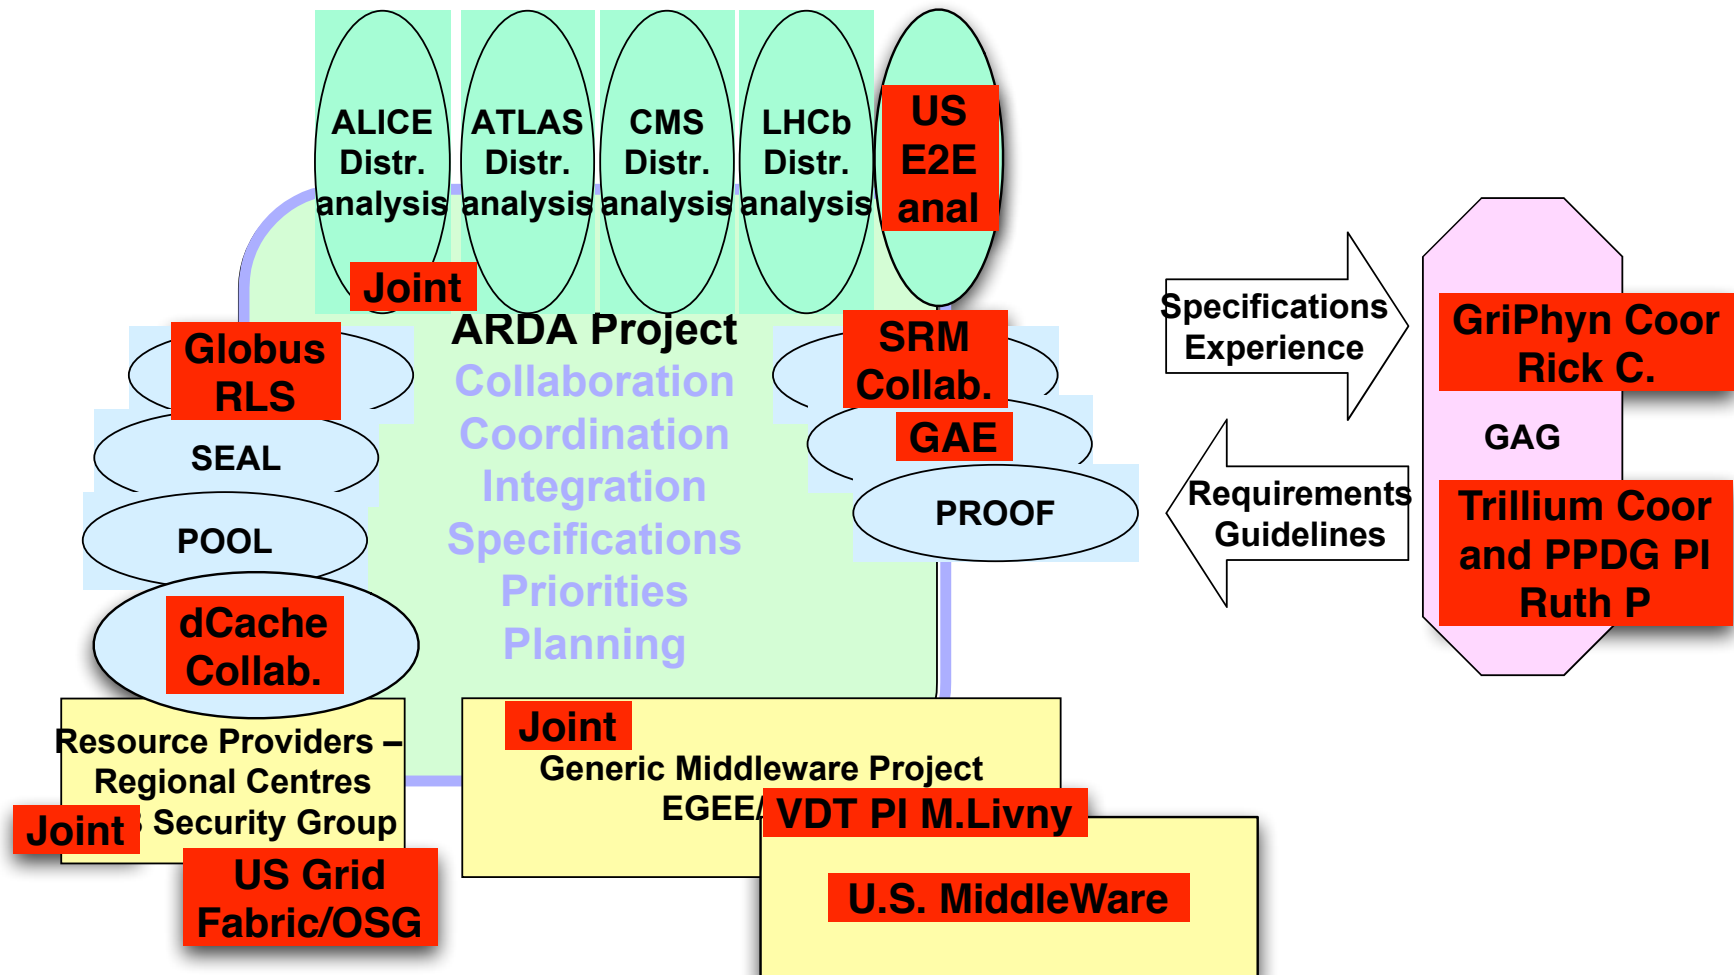 ALICE
Distr.
analysis
ATLAS
Distr.
analysis
CMS
Distr.
analysis
LHCb
Distr.
analysis
US
E2E
anal
Joint
ARDA Project
Collaboration
Coordination
Integration
Specifications
Priorities
Planning
Globus
RLS
SEAL
POOL
dCache
Collab.
SRM
Collab.
GAE
PROOF
Specifications
Experience
Requirements
Guidelines
GriPhyn Coor
Rick C.
GAG
Trillium Coor
and PPDG PI
Ruth P
Resource Providers –
Regional Centres
Security Group
Joint
US Grid
Fabric/OSG
Joint
Generic Middleware Project
EGEE/
VDT PI M.Livny
U.S. MiddleWare